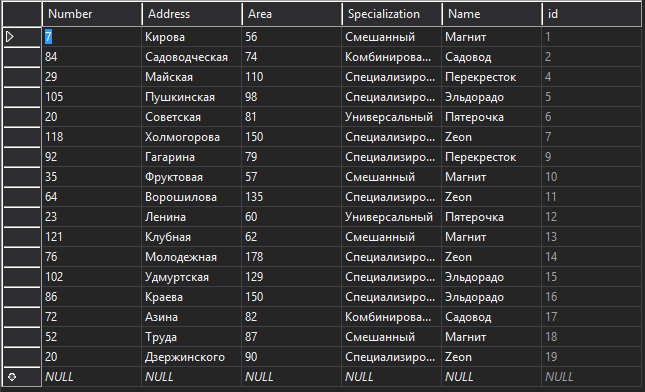 Number Address Area Specialization Name id
7 Кирова 56 Смешанный Магнит 1
84 Садоводческая 74 Комбинирова... Садовод 2
29 Майская 110 Специализиро... Перекресток 4
105 Пушкинская 98 Специализиро... Эльдорадо 5
20 Советская 81 Универсальный Пятерочка 6
118 Холмогорова 150 Специализиро... Zeon 7
92 Гагарина 79 Специализиро... Перекресток 9
35 Фруктовая 57 Смешанный Магнит 10
64 Ворошилова 135 Специализиро... Zeon 11
23 Ленина 60 Универсальный Пятерочка 12
121 Клубная 62 Смешанный Магнит 13
76 Молодежная 178 Специализиро... Zeon 14
102 Удмуртская 129 Специализиро... Эльдорадо 15
86 Краева 150 Специализиро... Эльдорадо 16
72 Азина 82 Комбинирова... Садовод 17
52 Труда 87 Смешанный Магнит 18
20 Дзержинского 90 Специализиро... Zeon 19
NULL NULL NULL NULL NULL NULL